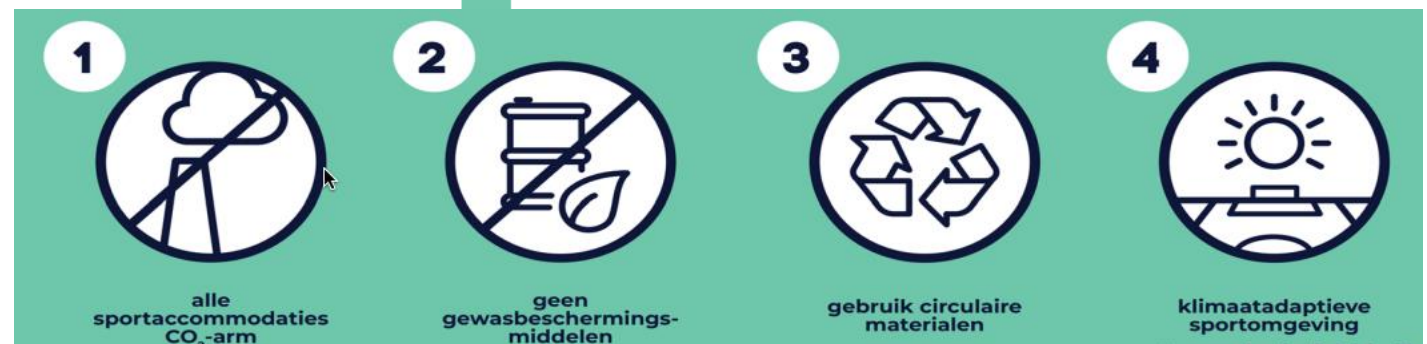 1
alle
sportaccommodaties
CO₂-arm
2
geen
gewasbeschermings-
middelen
3
gebruik circulaire
materialen
4
klimaatadaptieve
sportomgeving